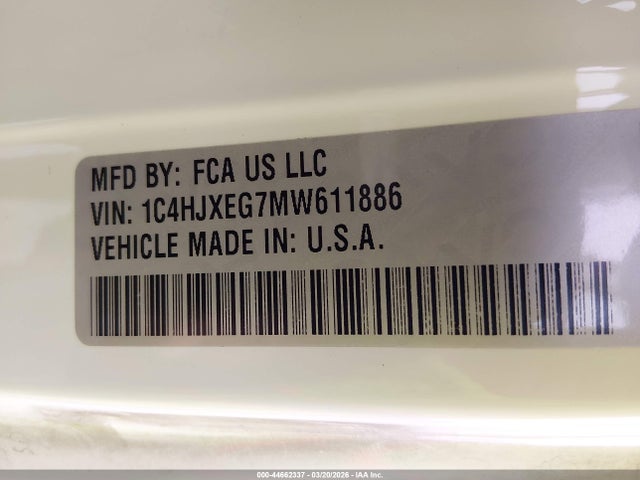 MFD BY: FCA US LLC
VIN: 1C4HJXEG7MW611886
VEHICLE MADE IN: U.S.A.
000-44662337 - 03/20/2026 - IAA Inc.